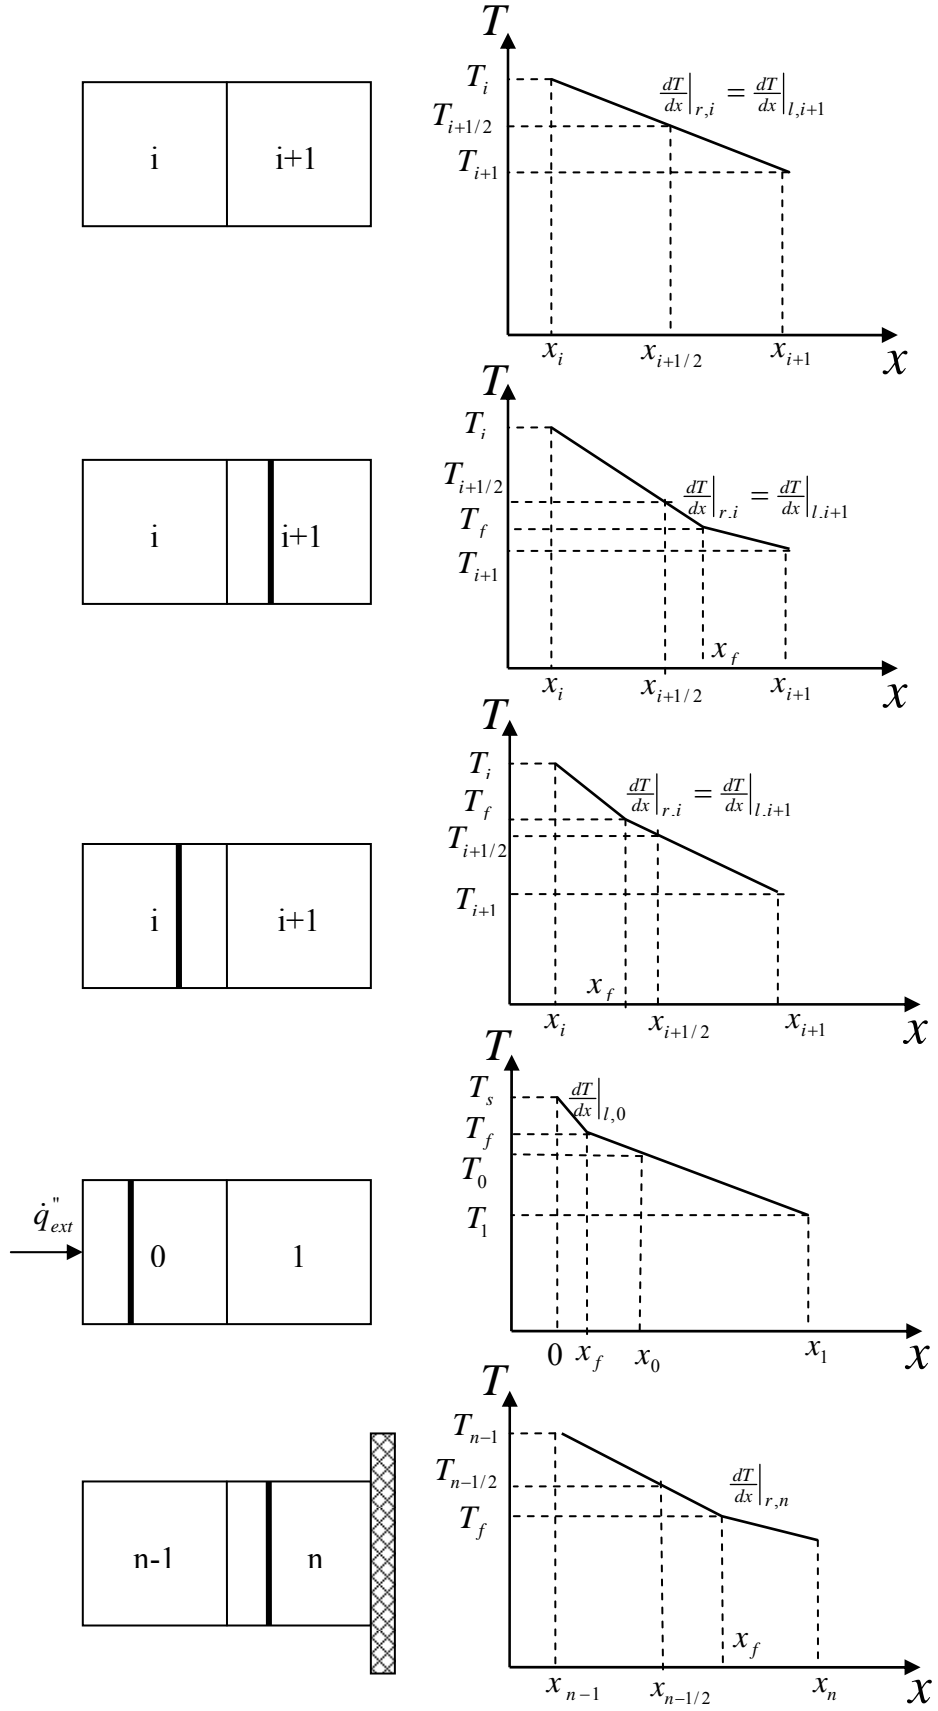 T
T_i
dT/dx|_{r,i} = dT/dx|_{l,i+1}
T_{i+1/2}
i i+1
T_{i+1}
x_i x_{i+1/2} x_{i+1} x
T
T_i
T_{i+1/2}
dT/dx|_{r,i} = dT/dx|_{l,i+1}
T_f
i i+1
T_{i+1}
x_f
x_i x_{i+1/2} x_{i+1} x
T
T_i
dT/dx|_{r,i} = dT/dx|_{l,i+1}
T_f
T_{i+1/2}
i i+1
T_{i+1}
x_f
x_i x_{i+1/2} x_{i+1} x
T
T_s
dT/dx|_{l,0}
T_f
T_0
q̇"_{ext}
T_1
0 1
0 x_f x_0 x_1 x
T
T_{n-1}
T_{n-1/2}
dT/dx|_{r,n}
T_f
n-1 n
x_f
x_{n-1} x_{n-1/2} x_n x